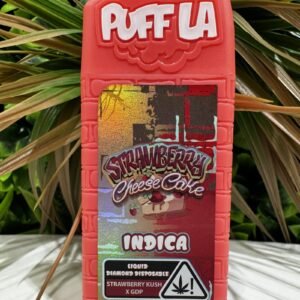 PUFF LA
STRAWBERRY
Cheese Cake
INDICA
LIQUID
DIAMOND DISPOSABLE
STRAWBERRY KUSH
X GDP